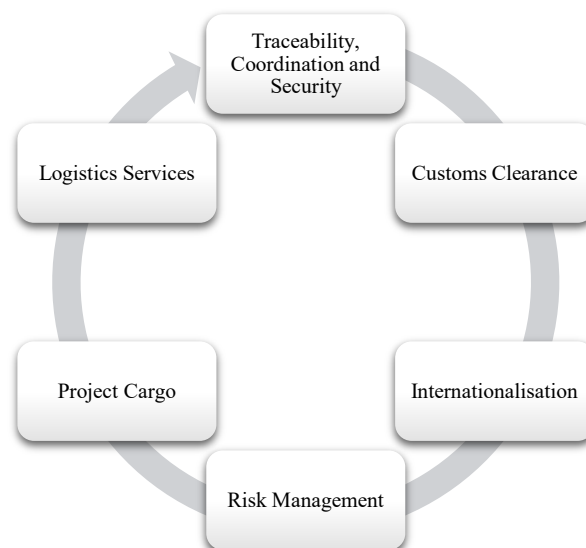 Traceability,
Coordination and
Security
Customs Clearance
Internationalisation
Risk Management
Project Cargo
Logistics Services